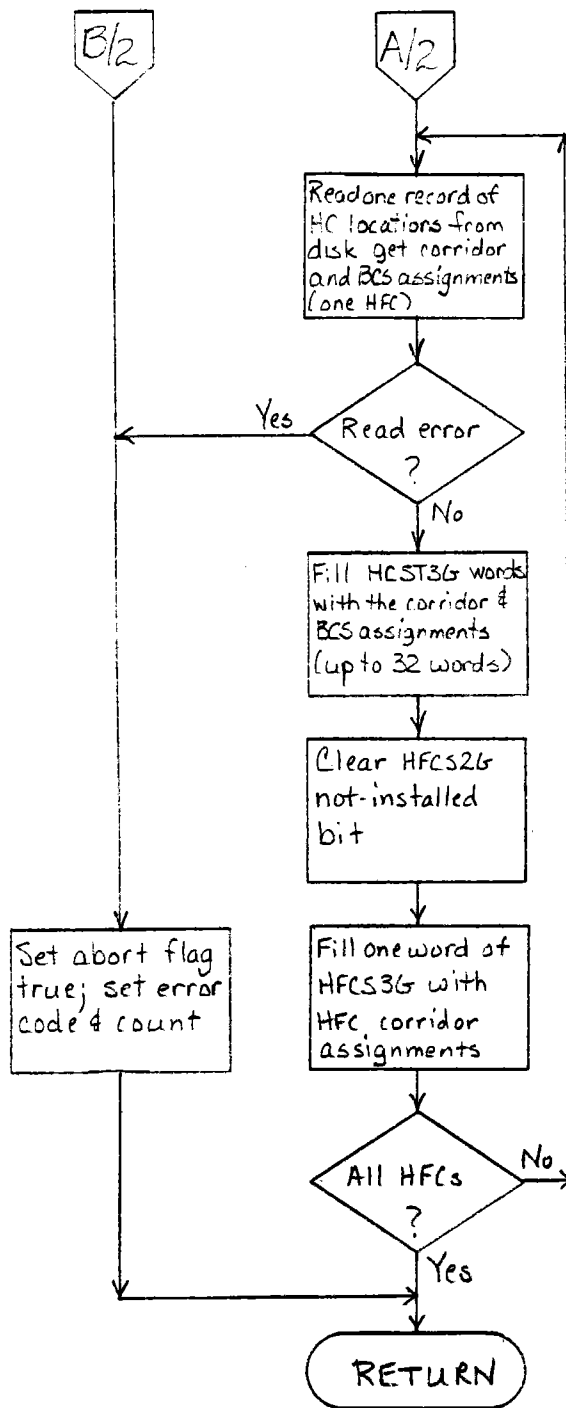 B/2
A/2
Read one record of
HC locations from
disk get corridor
and BCS assignments
(one HFC)
Yes
Read error
?
No
Fill HCST3G words
with the corridor &
BCS assignments
(up to 32 words)
Clear HFCS2G
not-installed
bit
Set abort flag
true; set error
code & count
Fill one word of
HFCS3G with
HFC corridor
assignments
All HFCs
?
No
Yes
RETURN